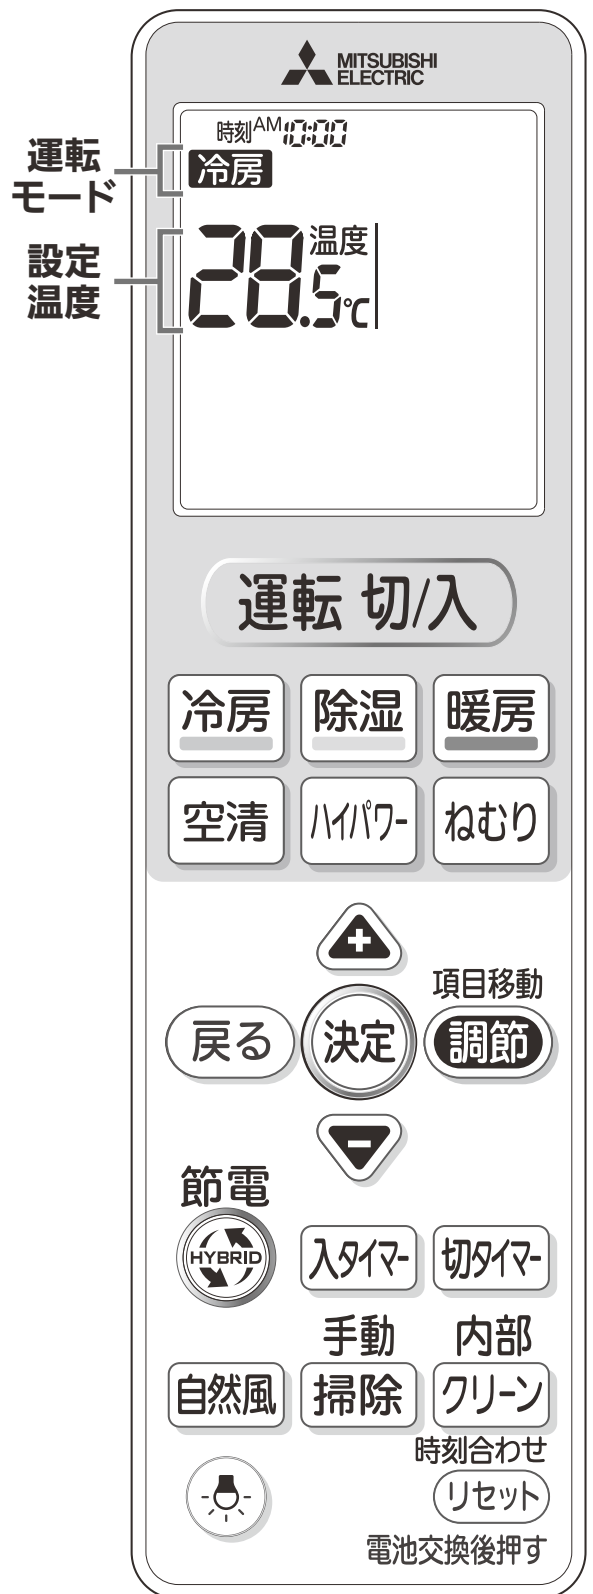 MITSUBISHI
ELECTRIC
時刻AM10:00
運転
モード
冷房
設定
温度
28.5℃
温度
運転 切/入
冷房 除湿 暖房
空清 ハイパワー ねむり
+
項目移動
戻る 決定 調節
-
節電
HYBRID 入タイマー 切タイマー
手動 内部
自然風 掃除 クリーン
時刻合わせ
リセット
電池交換後押す